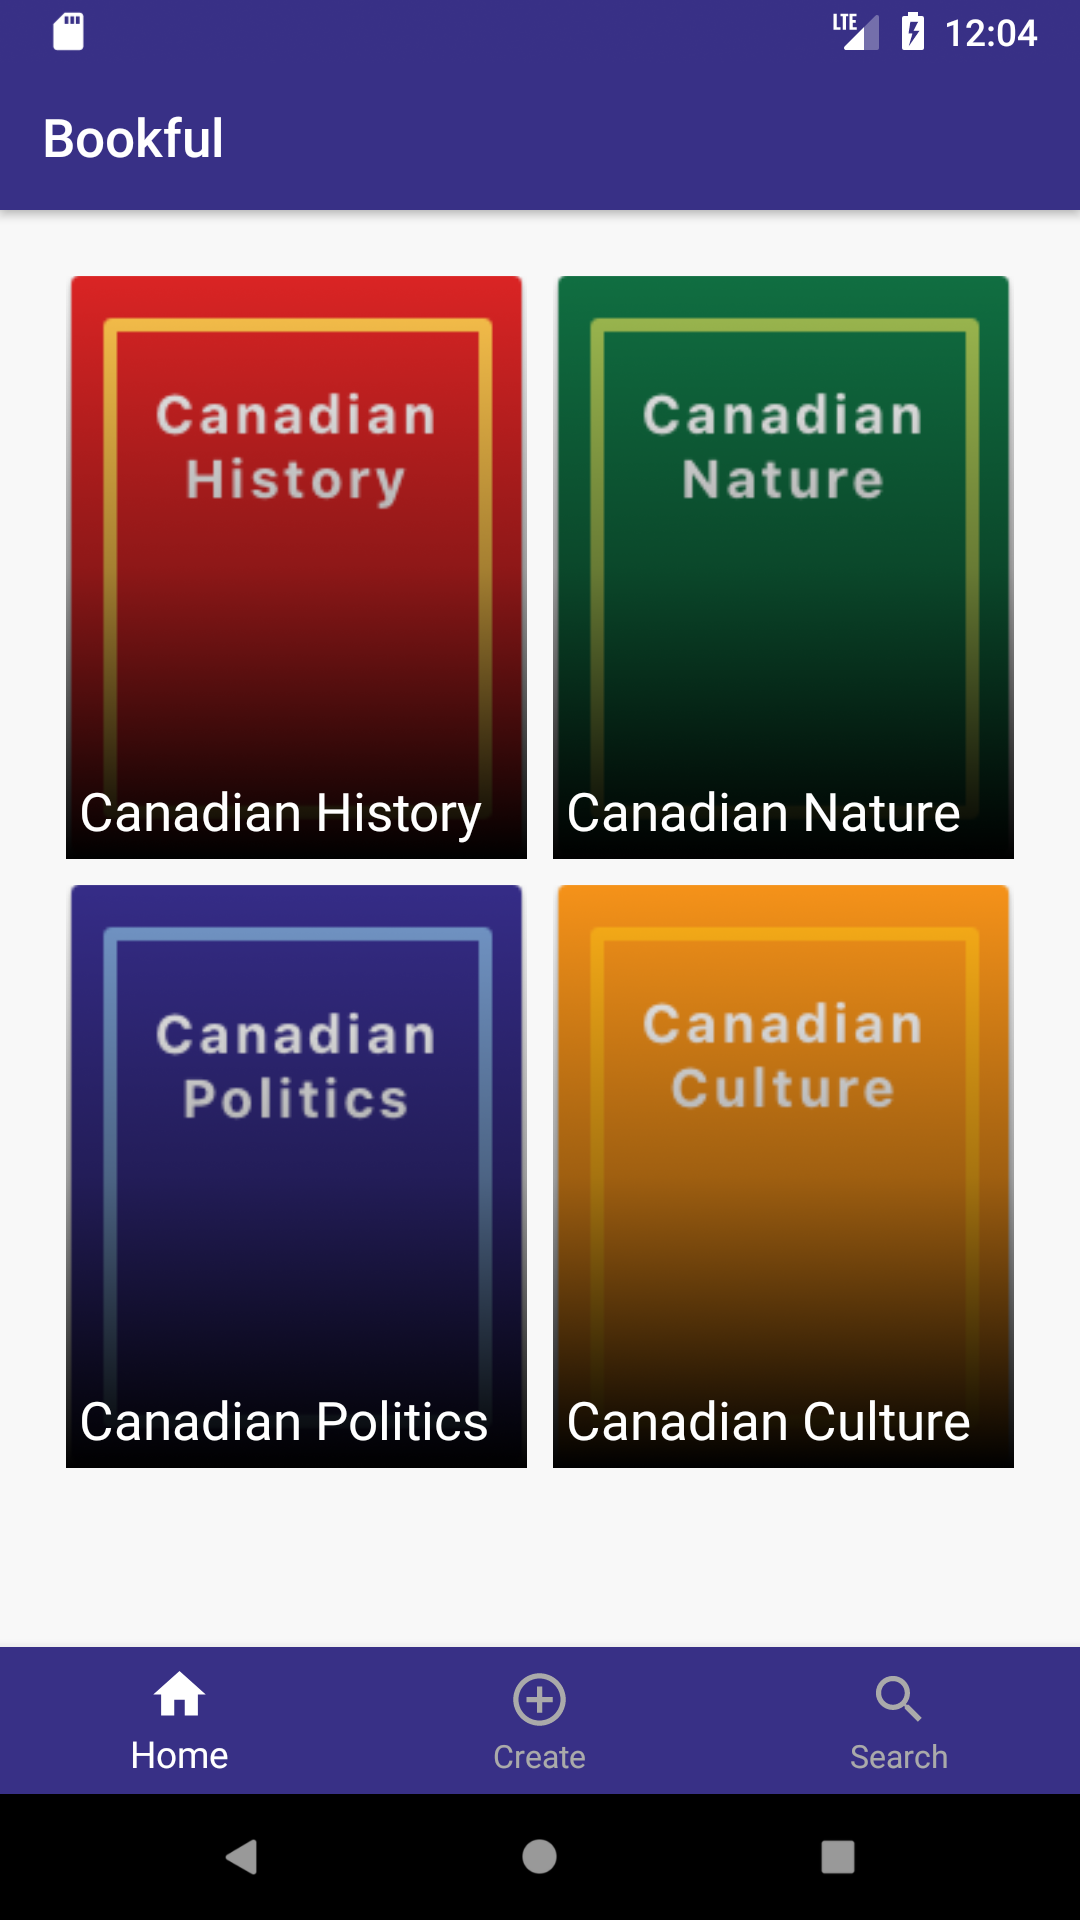 LTE 12:04
Bookful
Canadian
History
Canadian History
Canadian
Nature
Canadian Nature
Canadian
Politics
Canadian Politics
Canadian
Culture
Canadian Culture
Home
Create
Search